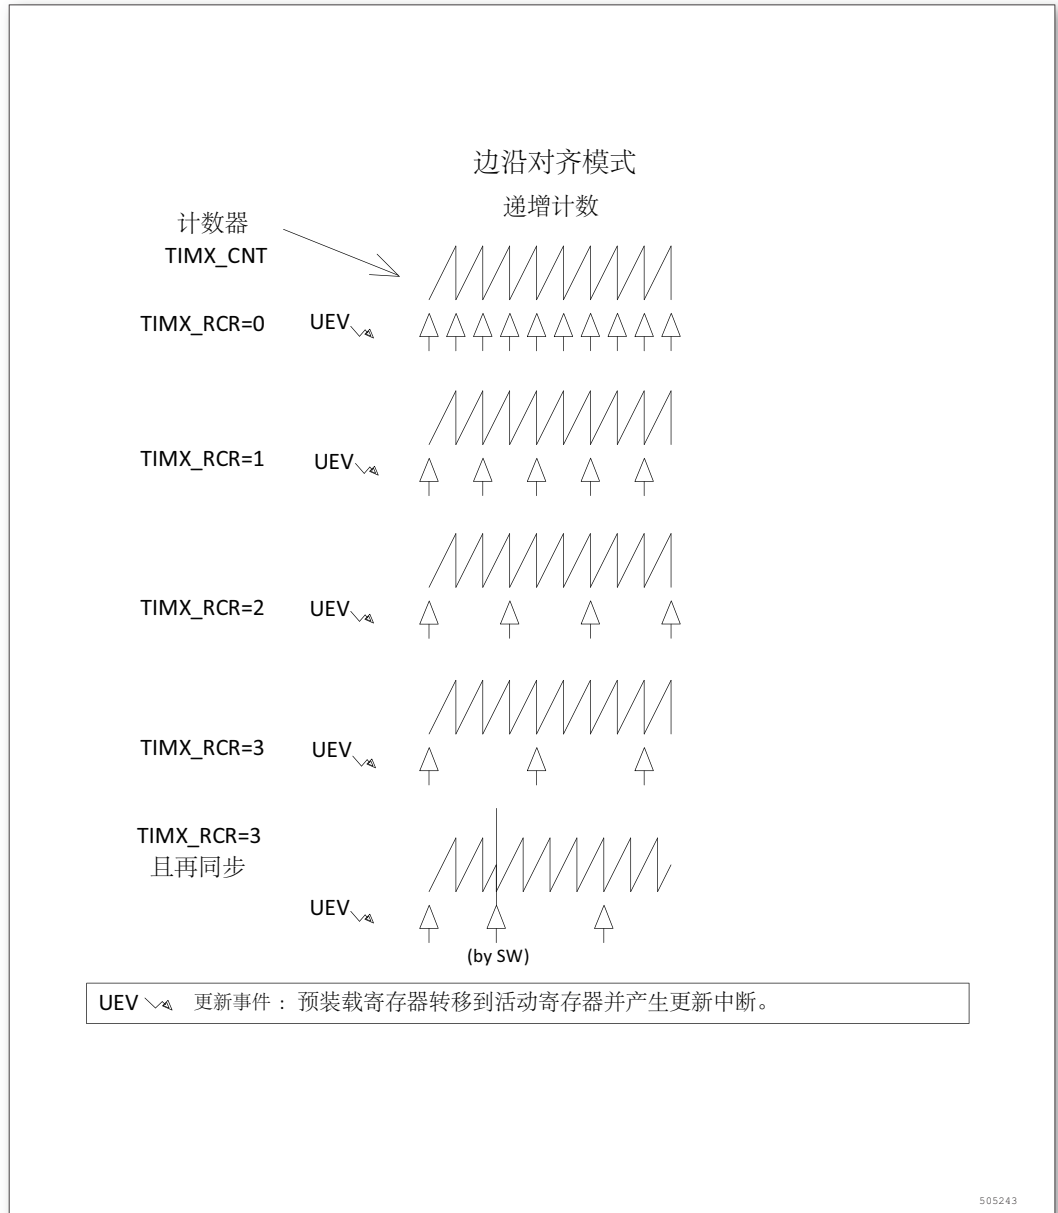 边沿对齐模式
递增计数
计数器
TIMX_CNT
TIMX_RCR=0 UEV
TIMX_RCR=1 UEV
TIMX_RCR=2 UEV
TIMX_RCR=3 UEV
TIMX_RCR=3
且再同步
UEV
(by SW)
UEV 更新事件：预装载寄存器转移到活动寄存器并产生更新中断。
505243